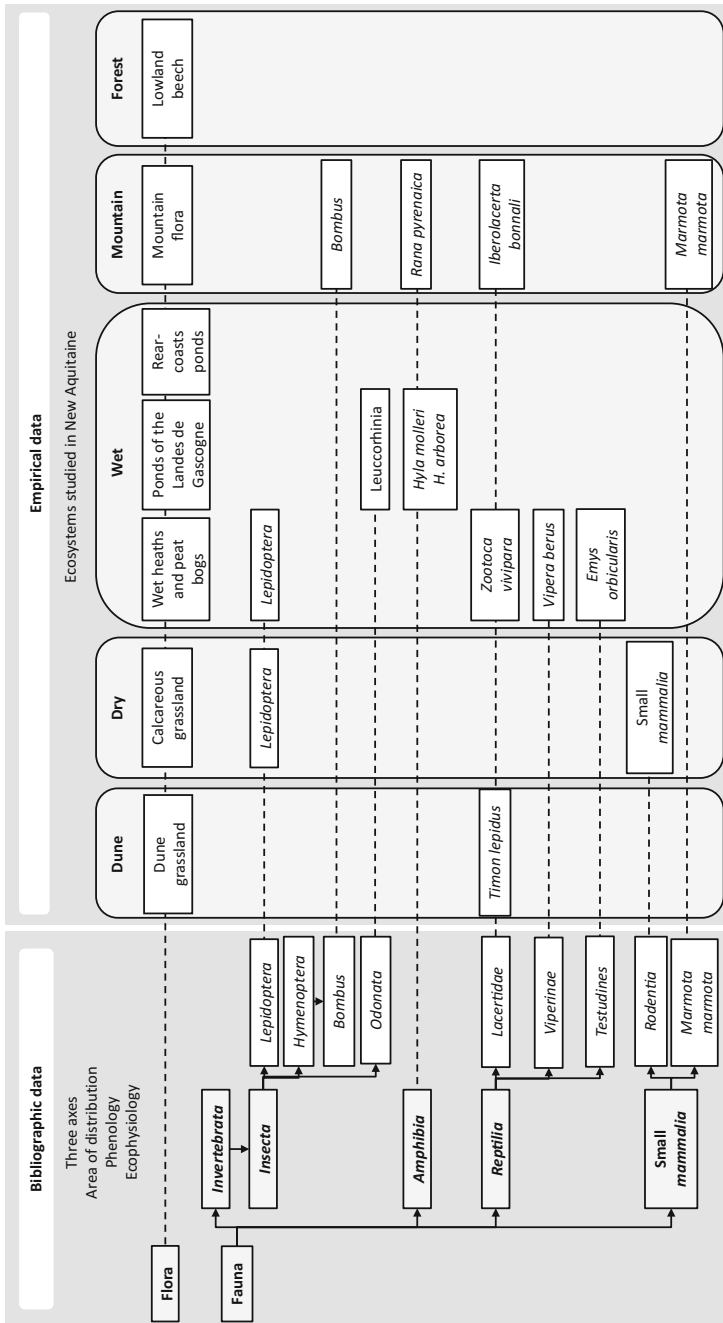 Bibliographic data
Three axes
Area of distribution
Phenology
Ecophysiology
Flora
Fauna
Invertebrata
Insecta
Amphibia
Reptilia
Small
mammalia
Lepidoptera
Hymenoptera
Bombus
Odonata
Lacertidae
Viperinae
Testudines
Rodentia
Marmota
marmota
Empirical data
Ecosystems studied in New Aquitaine
Dune
Dune
grassland
Timon lepidus
Dry
Calcareous
grassland
Lepidoptera
Small
mammalia
Wet
Wet heaths
and peat
bogs
Ponds of the
Landes de
Gascogne
Rear-
coasts
ponds
Lepidoptera
Leuccorhinia
Hyla molleri
H. arborea
Zootoca
vivipara
Vipera berus
Emys
orbicularis
Mountain
Mountain
flora
Bombus
Rana pyrenaica
Iberolacerta
bonnali
Marmota
marmota
Forest
Lowland
beech